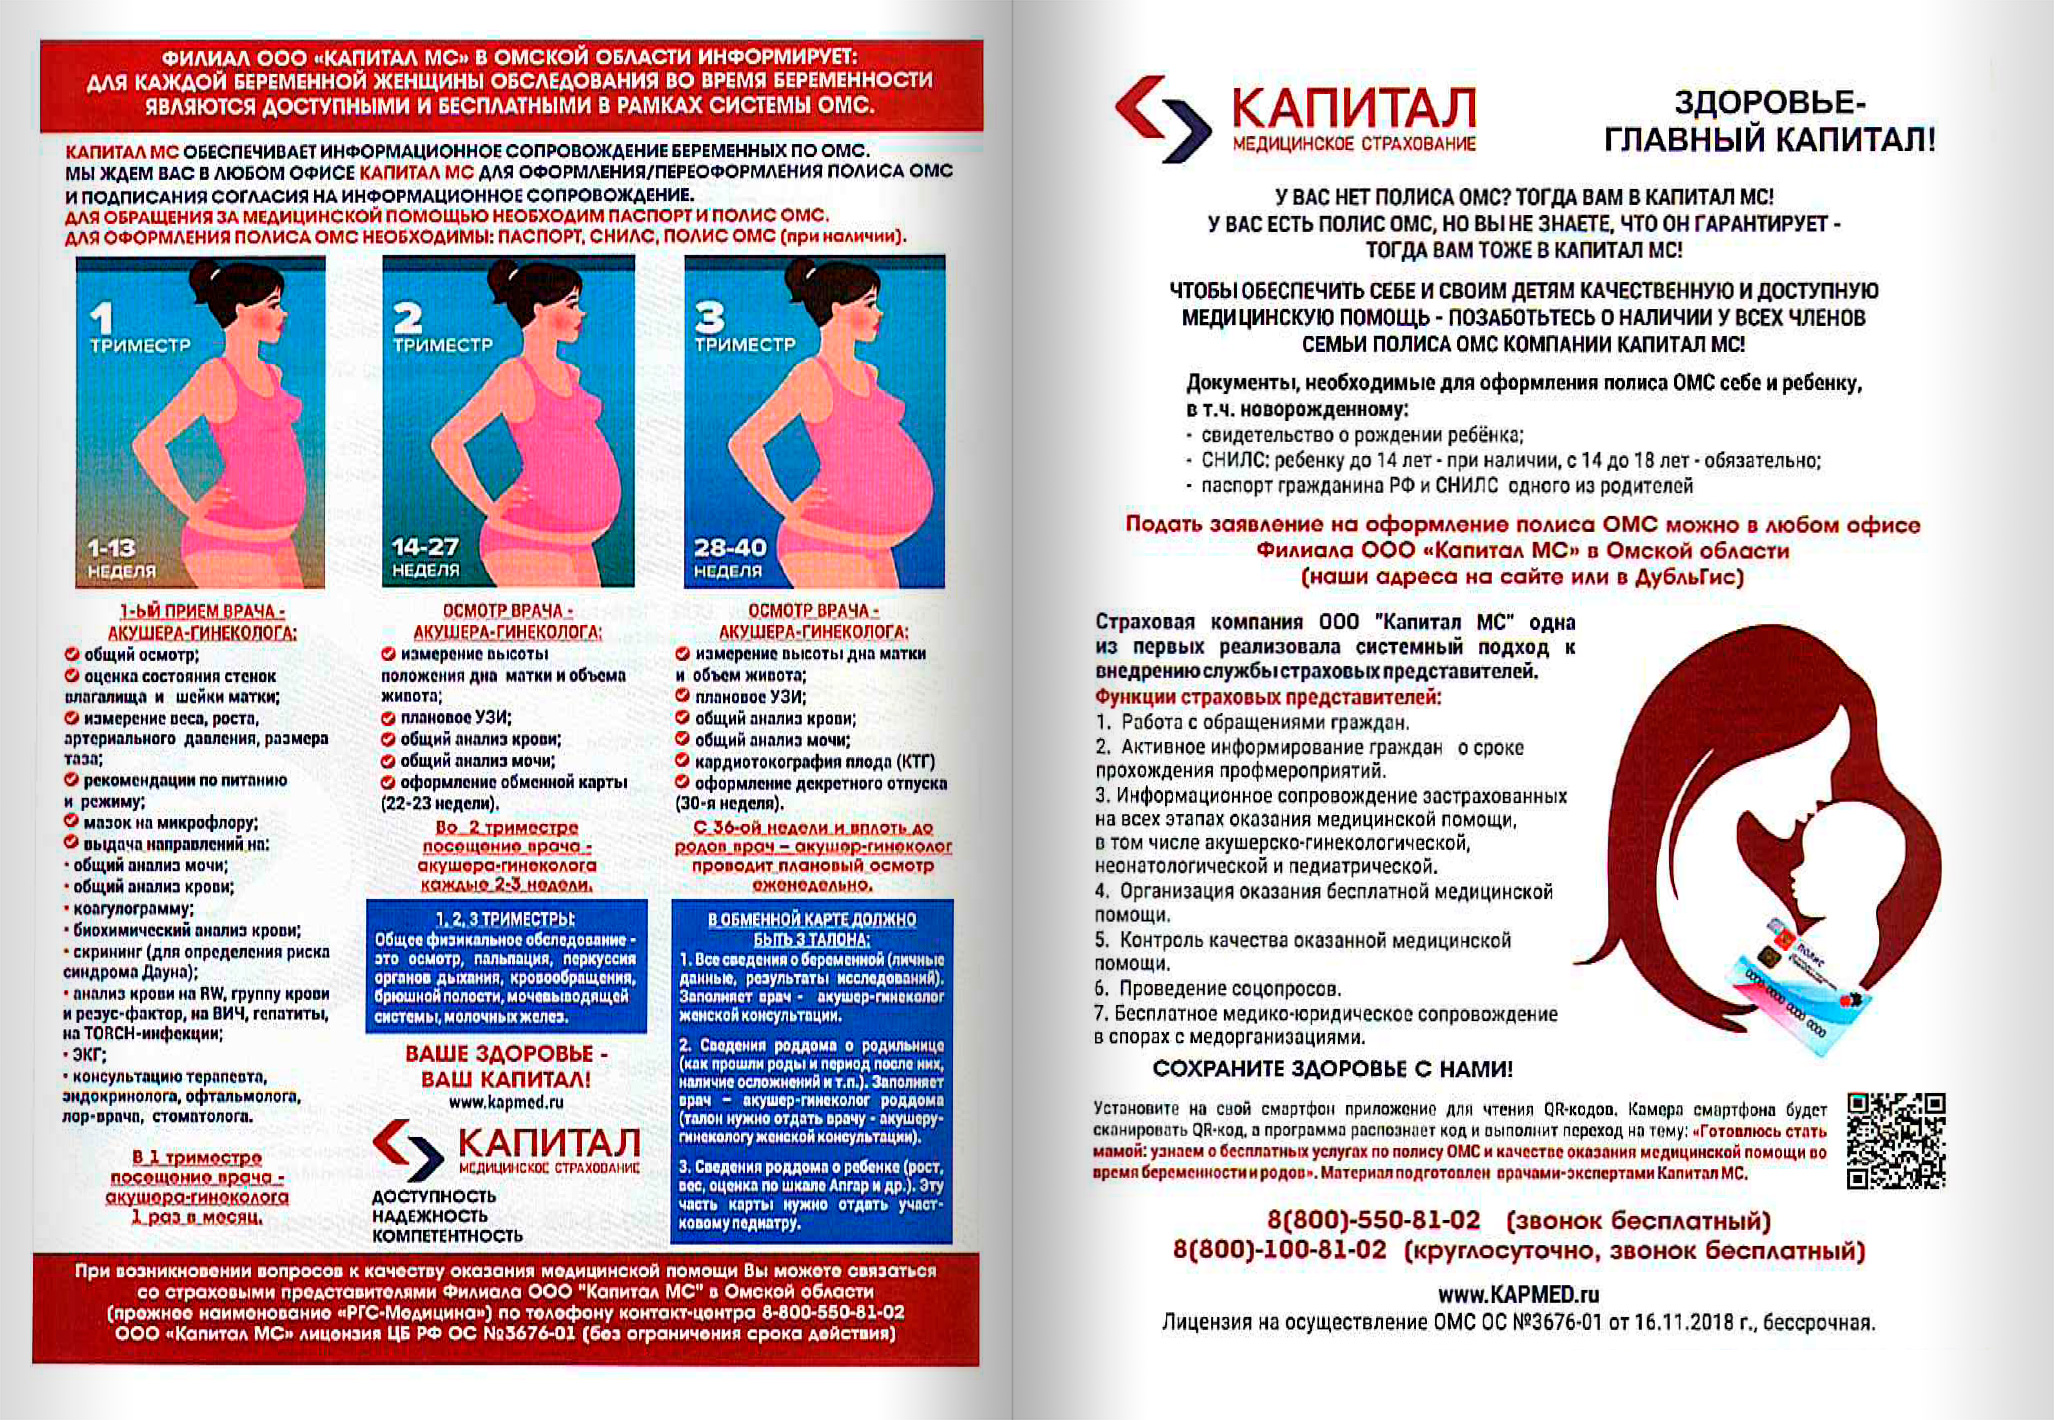 ФИЛИАЛ ООО «КАПИТАЛ МС» В ОМСКОЙ ОБЛАСТИ ИНФОРМИРУЕТ:
ДЛЯ КАЖДОЙ БЕРЕМЕННОЙ ЖЕНЩИНЫ ОБСЛЕДОВАНИЯ ВО ВРЕМЯ БЕРЕМЕННОСТИ
ЯВЛЯЮТСЯ ДОСТУПНЫМИ И БЕСПЛАТНЫМИ В РАМКАХ СИСТЕМЫ ОМС.
КАПИТАЛ МС ОБЕСПЕЧИВАЕТ ИНФОРМАЦИОННОЕ СОПРОВОЖДЕНИЕ БЕРЕМЕННЫХ ПО ОМС.
МЫ ЖДЕМ ВАС В ЛЮБОМ ОФИСЕ КАПИТАЛ МС ДЛЯ ОФОРМЛЕНИЯ/ПЕРЕОФОРМЛЕНИЯ ПОЛИСА ОМС
И ПОДПИСАНИЯ СОГЛАСИЯ НА ИНФОРМАЦИОННОЕ СОПРОВОЖДЕНИЕ.
ДЛЯ ОБРАЩЕНИЯ ЗА МЕДИЦИНСКОЙ ПОМОЩЬЮ НЕОБХОДИМ ПАСПОРТ И ПОЛИС ОМС.
ДЛЯ ОФОРМЛЕНИЯ ПОЛИСА ОМС НЕОБХОДИМЫ: ПАСПОРТ, СНИЛС, ПОЛИС ОМС (при наличии).
1
ТРИМЕСТР
1-13
НЕДЕЛЯ
1-ЫЙ ПРИЕМ ВРАЧА -
АКУШЕРА-ГИНЕКОЛОГА:
общий осмотр;
оценка состояния стенок
влагалища и шейки матки;
измерение веса, роста,
артериального давления, размера
таза;
рекомендации по питанию
и режиму;
мазок на микрофлору;
выдача направлений на:
• общий анализ мочи;
• общий анализ крови;
• коагулограмму;
• биохимический анализ крови;
• скрининг (для определения риска
синдрома Дауна);
• анализ крови на RW, группу крови
и резус-фактор, на ВИЧ, гепатиты,
на TORCH-инфекции;
• ЭКГ;
• консультацию терапевта,
эндокринолога, офтальмолога,
лор-врача, стоматолога.
В 1 триместре
посещение врача -
акушера-гинеколога
1 раз в месяц.
2
ТРИМЕСТР
14-27
НЕДЕЛЯ
ОСМОТР ВРАЧА -
АКУШЕРА-ГИНЕКОЛОГА:
измерение высоты
положения дна матки и объема
живота;
плановое УЗИ;
общий анализ крови;
общий анализ мочи;
оформление обменной карты
(22-23 недели).
Во 2 триместре
посещение врача -
акушера-гинеколога
каждые 2-3 недели.
1, 2, 3 ТРИМЕСТРЫ:
Общее физикальное обследование -
это осмотр, пальпация, перкуссия
органов дыхания, кровообращения,
брюшной полости, мочевыводящей
системы, молочных желез.
ВАШЕ ЗДОРОВЬЕ -
ВАШ КАПИТАЛ!
www.kapmed.ru
КАПИТАЛ
МЕДИЦИНСКОЕ СТРАХОВАНИЕ
ДОСТУПНОСТЬ
НАДЕЖНОСТЬ
КОМПЕТЕНТНОСТЬ
3
ТРИМЕСТР
28-40
НЕДЕЛЯ
ОСМОТР ВРАЧА -
АКУШЕРА-ГИНЕКОЛОГА:
измерение высоты дна матки
и объем живота;
плановое УЗИ;
общий анализ крови;
общий анализ мочи;
кардиотокография плода (КТГ)
оформление декретного отпуска
(30-я неделя).
С 36-ой недели и вплоть до
родов врач – акушер-гинеколог
проводит плановый осмотр
еженедельно.
В ОБМЕННОЙ КАРТЕ ДОЛЖНО
БЫТЬ 3 ТАЛОНА:
1. Все сведения о беременной (личные
данные, результаты исследований).
Заполняет врач - акушер-гинеколог
женской консультации.
2. Сведения роддома о родильнице
(как прошли роды и период после них,
наличие осложнений и т.п.). Заполняет
врач – акушер-гинеколог роддома
(талон нужно отдать врачу - акушеру-
гинекологу женской консультации).
3. Сведения роддома о ребенке (рост,
вес, оценка по шкале Апгар и др.). Эту
часть карты нужно отдать участ-
ковому педиатру.
При возникновении вопросов к качеству оказания медицинской помощи Вы можете связаться
со страховыми представителями Филиала ООО "Капитал МС" в Омской области
(прежнее наименование «РГС-Медицина») по телефону контакт-центра 8-800-550-81-02
ООО «Капитал МС» лицензия ЦБ РФ ОС №3676-01 (без ограничения срока действия)
КАПИТАЛ
МЕДИЦИНСКОЕ СТРАХОВАНИЕ
ЗДОРОВЬЕ-
ГЛАВНЫЙ КАПИТАЛ!
У ВАС НЕТ ПОЛИСА ОМС? ТОГДА ВАМ В КАПИТАЛ МС!
У ВАС ЕСТЬ ПОЛИС ОМС, НО ВЫ НЕ ЗНАЕТЕ, ЧТО ОН ГАРАНТИРУЕТ -
ТОГДА ВАМ ТОЖЕ В КАПИТАЛ МС!
ЧТОБЫ ОБЕСПЕЧИТЬ СЕБЕ И СВОИМ ДЕТЯМ КАЧЕСТВЕННУЮ И ДОСТУПНУЮ
МЕДИЦИНСКУЮ ПОМОЩЬ - ПОЗАБОТЬТЕСЬ О НАЛИЧИИ У ВСЕХ ЧЛЕНОВ
СЕМЬИ ПОЛИСА ОМС КОМПАНИИ КАПИТАЛ МС!
Документы, необходимые для оформления полиса ОМС себе и ребенку,
в т.ч. новорожденному:
- свидетельство о рождении ребёнка;
- СНИЛС: ребенку до 14 лет - при наличии, с 14 до 18 лет - обязательно;
- паспорт гражданина РФ и СНИЛС одного из родителей
Подать заявление на оформление полиса ОМС можно в любом офисе
Филиала ООО «Капитал МС» в Омской области
(наши адреса на сайте или в ДубльГис)
Страховая компания ООО "Капитал МС" одна
из первых реализовала системный подход к
внедрению службы страховых представителей.
Функции страховых представителей:
1. Работа с обращениями граждан.
2. Активное информирование граждан о сроке
прохождения профмероприятий.
3. Информационное сопровождение застрахованных
на всех этапах оказания медицинской помощи,
в том числе акушерско-гинекологической,
неонатологической и педиатрической.
4. Организация оказания бесплатной медицинской
помощи.
5. Контроль качества оказанной медицинской
помощи.
6. Проведение соцопросов.
7. Бесплатное медико-юридическое сопровождение
в спорах с медорганизациями.
ПОЛИС
0000 0000 0000 0000
СОХРАНИТЕ ЗДОРОВЬЕ С НАМИ!
Установите на свой смартфон приложение для чтения QR-кодов. Камера смартфона будет
сканировать QR-код, а программа распознает код и выполнит переход на тему: «Готовлюсь стать
мамой: узнаем о бесплатных услугах по полису ОМС и качестве оказания медицинской помощи во
время беременности и родов». Материал подготовлен врачами-экспертами Капитал МС.
8(800)-550-81-02 (звонок бесплатный)
8(800)-100-81-02 (круглосуточно, звонок бесплатный)
www.KAPMED.ru
Лицензия на осуществление ОМС ОС №3676-01 от 16.11.2018 г., бессрочная.